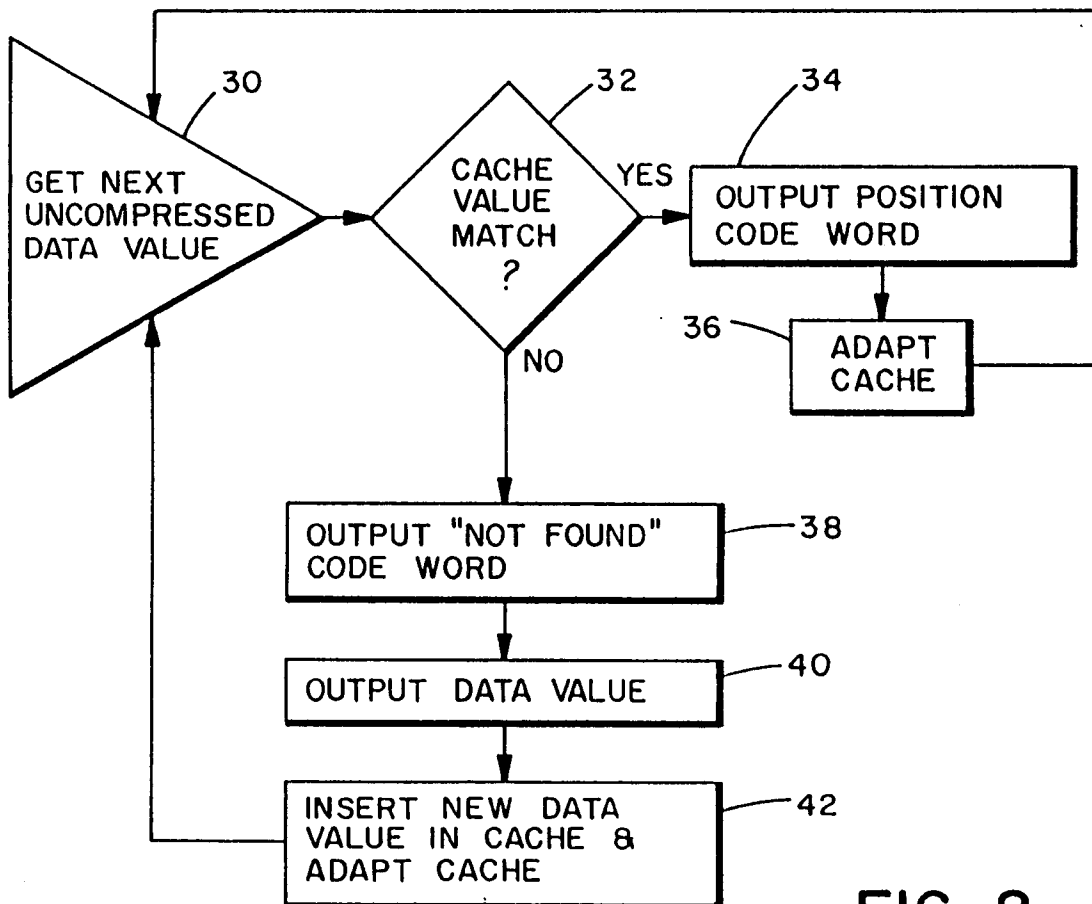 30
GET NEXT
UNCOMPRESSED
DATA VALUE
32
CACHE
VALUE
MATCH
?
YES
NO
34
OUTPUT POSITION
CODE WORD
36
ADAPT
CACHE
OUTPUT "NOT FOUND"
CODE WORD
38
OUTPUT DATA VALUE
40
INSERT NEW DATA
VALUE IN CACHE &
ADAPT CACHE
42